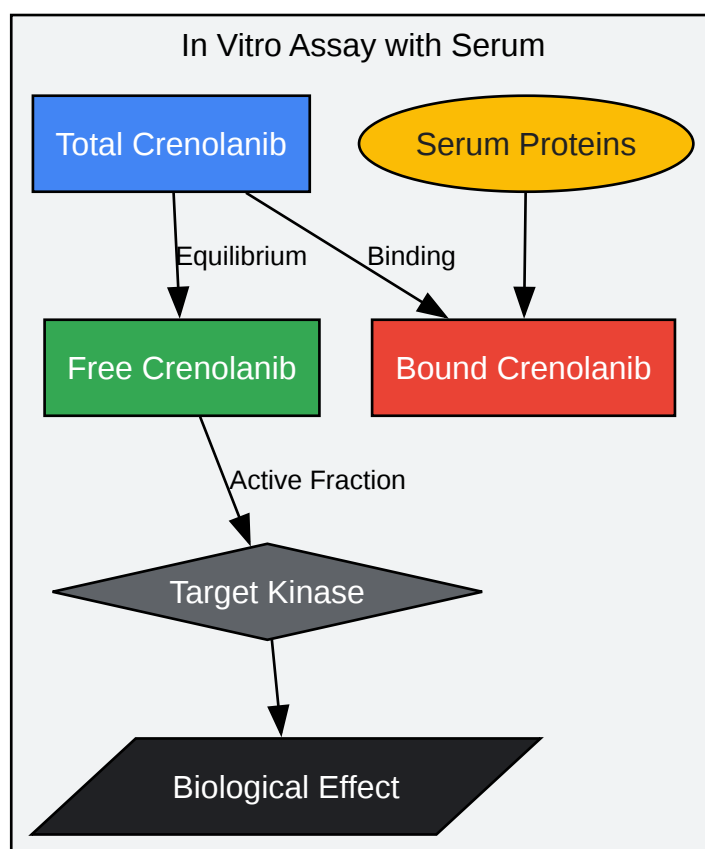 In Vitro Assay with Serum
Total Crenolanib
Serum Proteins
Equilibrium
Binding
Free Crenolanib
Bound Crenolanib
Active Fraction
Target Kinase
Biological Effect